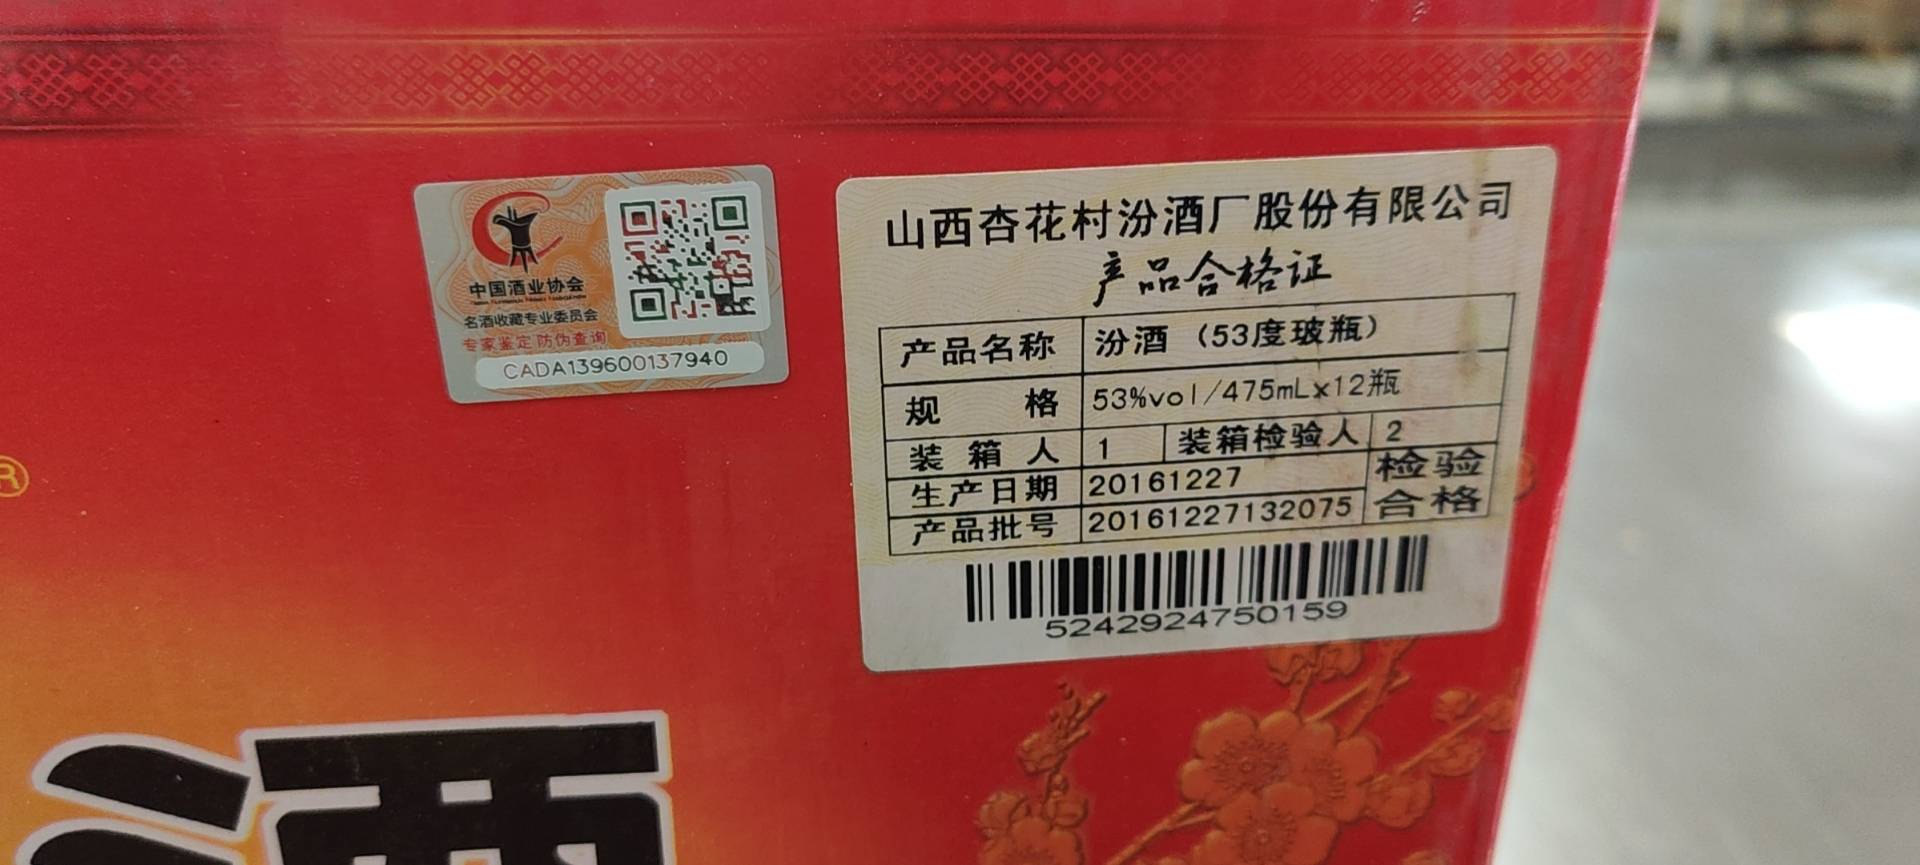 中国酒业协会
名酒收藏专业委员会
专家鉴定 防伪查询
CADA139600137940
山西杏花村汾酒厂股份有限公司
产品合格证
产品名称 汾酒（53度玻瓶）
规 格 53%vol/475mLx12瓶
装箱人 1 装箱检验人 2
生产日期 20161227 检验
产品批号 20161227132075 合格
5242924750159
®
酒